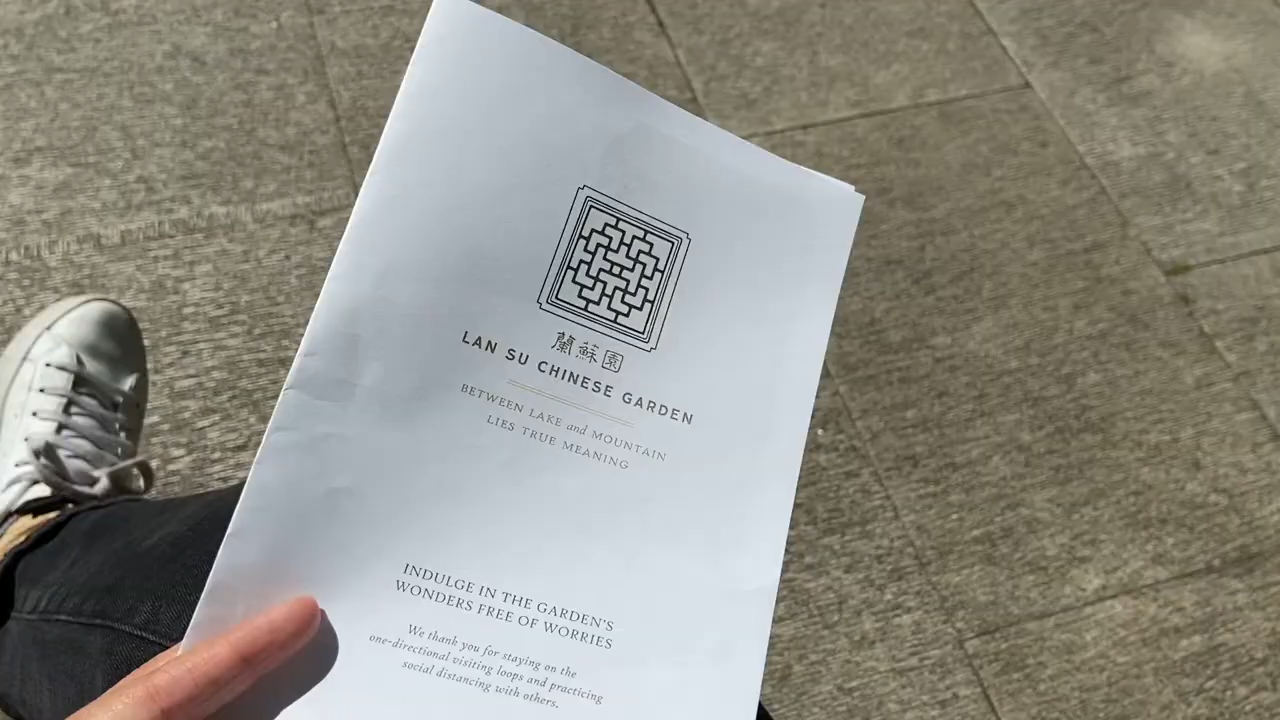 蘭蘇園
LAN SU CHINESE GARDEN
BETWEEN LAKE and MOUNTAIN
LIES TRUE MEANING
INDULGE IN THE GARDEN'S
WONDERS FREE OF WORRIES
We thank you for staying on the
one-directional visiting loops and practicing
social distancing with others.